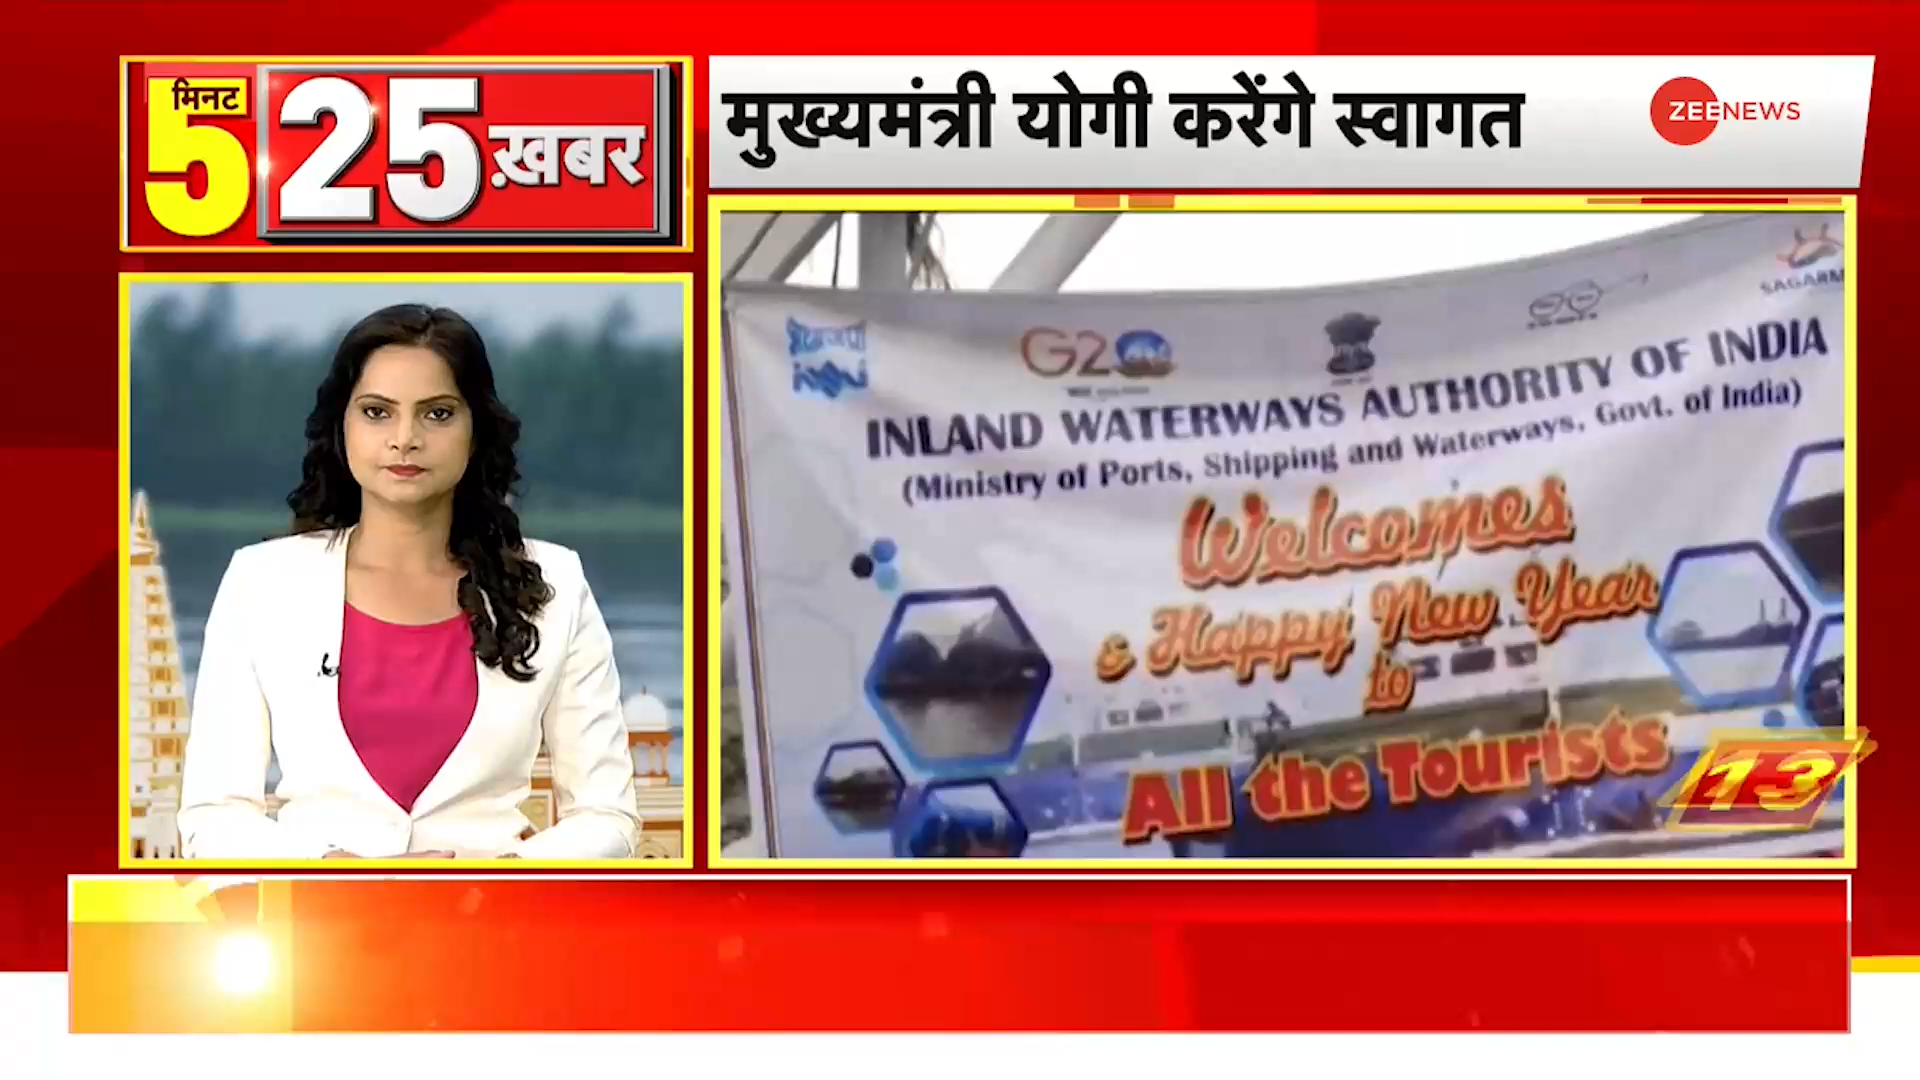 मिनट
5 25 ख़बर
मुख्यमंत्री योगी करेंगे स्वागत
ZEENEWS
G20
INLAND WATERWAYS AUTHORITY OF INDIA
(Ministry of Ports, Shipping and Waterways, Govt. of India)
Welcomes
& Happy New Year
to
All the Tourists
13